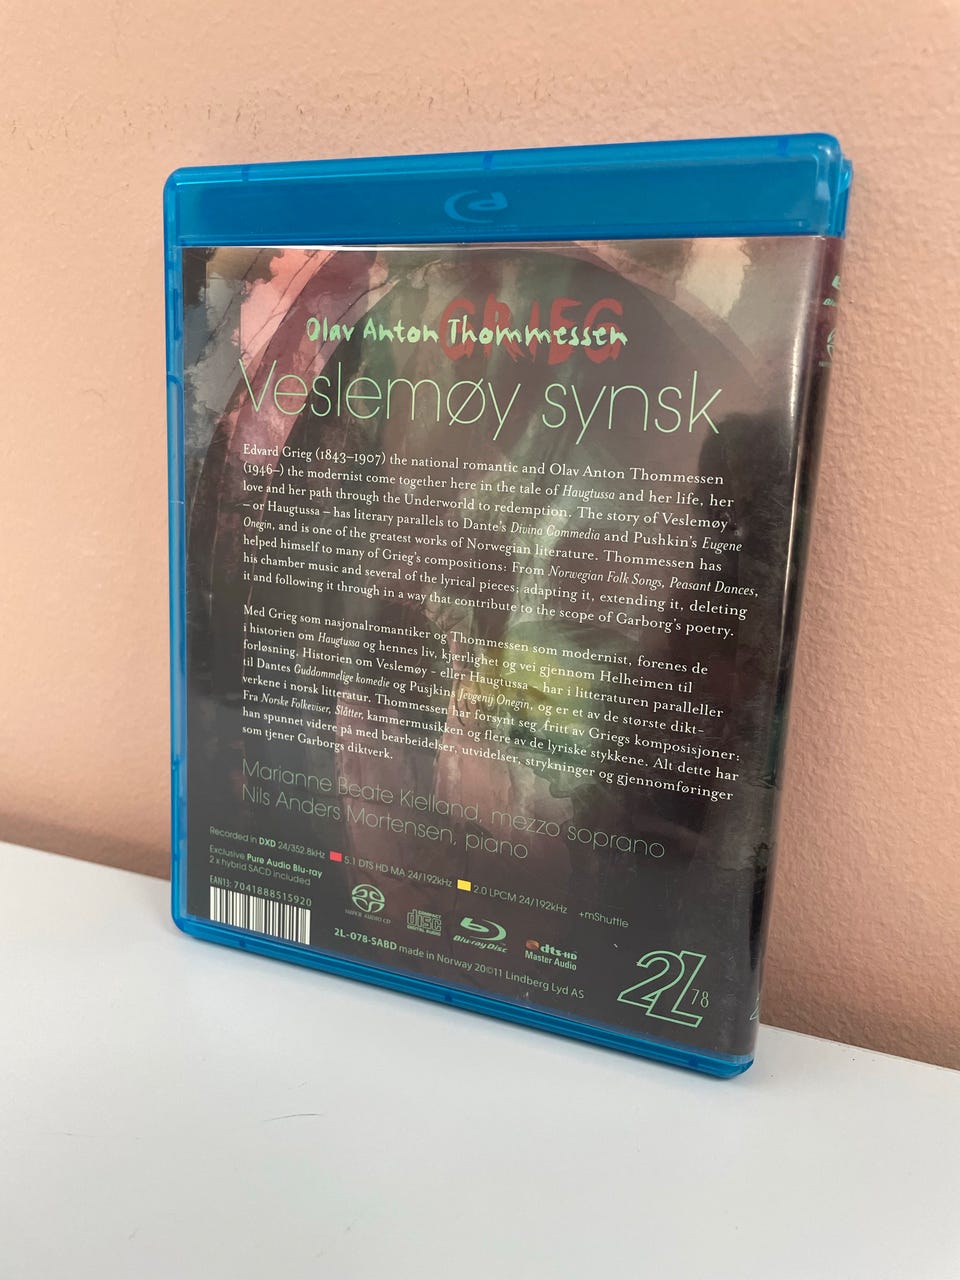 GRIEG
Olav Anton Thommessen
Veslemøy synsk
Edvard Grieg (1843–1907) the national romantic and Olav Anton Thommessen
(1946–) the modernist come together here in the tale of Haugtussa and her life, her
love and her path through the Underworld to redemption. The story of Veslemøy
– or Haugtussa – has literary parallels to Dante's Divina Commedia and Pushkin's Eugene
Onegin, and is one of the greatest works of Norwegian literature. Thommessen has
helped himself to many of Grieg's compositions: From Norwegian Folk Songs, Peasant Dances,
his chamber music and several of the lyrical pieces; adapting it, extending it, deleting
it and following it through in a way that contribute to the scope of Garborg's poetry.
Med Grieg som nasjonalromantiker og Thommessen som modernist, forenes de
i historien om Haugtussa og hennes liv, kjærlighet og vei gjennom Helheimen til
forløsning. Historien om Veslemøy - eller Haugtussa - har i litteraturen paralleller
til Dantes Guddommelige komedie og Pusjkins Jevgenij Onegin, og er et av de største dikt-
verkene i norsk litteratur. Thommessen har forsynt seg fritt av Griegs komposisjoner:
Fra Norske Folkeviser, Slåtter, kammermusikken og flere av de lyriske stykkene. Alt dette har
han spunnet videre på med bearbeidelser, utvidelser, strykninger og gjennomføringer
som tjener Garborgs diktverk.
Marianne Beate Kielland, mezzo soprano
Nils Anders Mortensen, piano
Recorded in DXD 24/352.8kHz
5.1 DTS HD MA 24/192kHz
2.0 LPCM 24/192kHz
+mShuttle
Exclusive Pure Audio Blu-ray
2 x hybrid SACD included
EAN13: 7041888515920
SUPER AUDIO CD
COMPACT
disc
DIGITAL AUDIO
Blu-ray Disc
dts-HD
Master Audio
2L-078-SABD made in Norway 20©11 Lindberg Lyd AS
2L 78